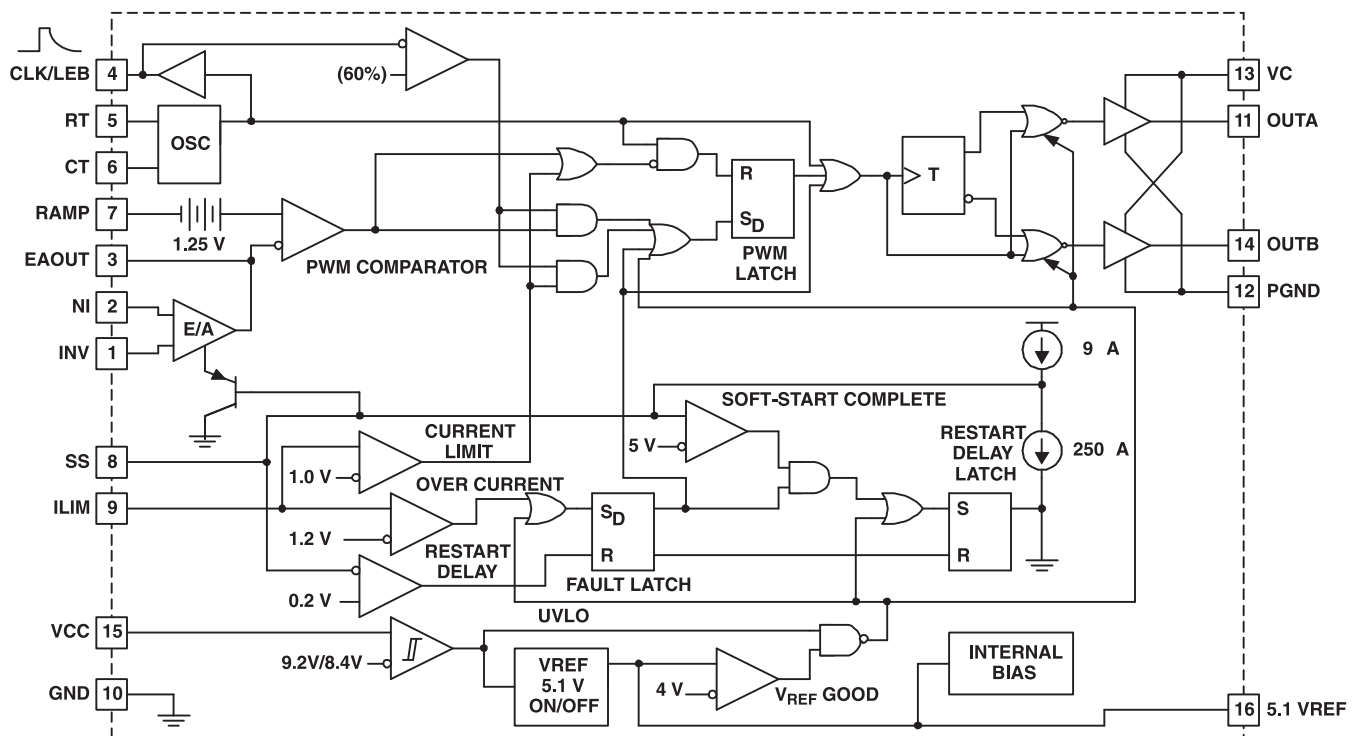 CLK/LEB 4
(60%)
13 VC
RT 5
OSC
11 OUTA
CT 6
R
T
RAMP 7
1.25 V
SD
PWM COMPARATOR
PWM
LATCH
EAOUT 3
14 OUTB
NI 2
E/A
12 PGND
INV 1
9 A
SOFT-START COMPLETE
5 V
RESTART
DELAY
LATCH
250 A
CURRENT
LIMIT
SS 8
1.0 V
OVER CURRENT
ILIM 9
SD
S
1.2 V
RESTART
DELAY
R
R
FAULT LATCH
0.2 V
UVLO
VCC 15
9.2V/8.4V
VREF
5.1 V
ON/OFF
INTERNAL
BIAS
4 V
VREF GOOD
GND 10
16 5.1 VREF